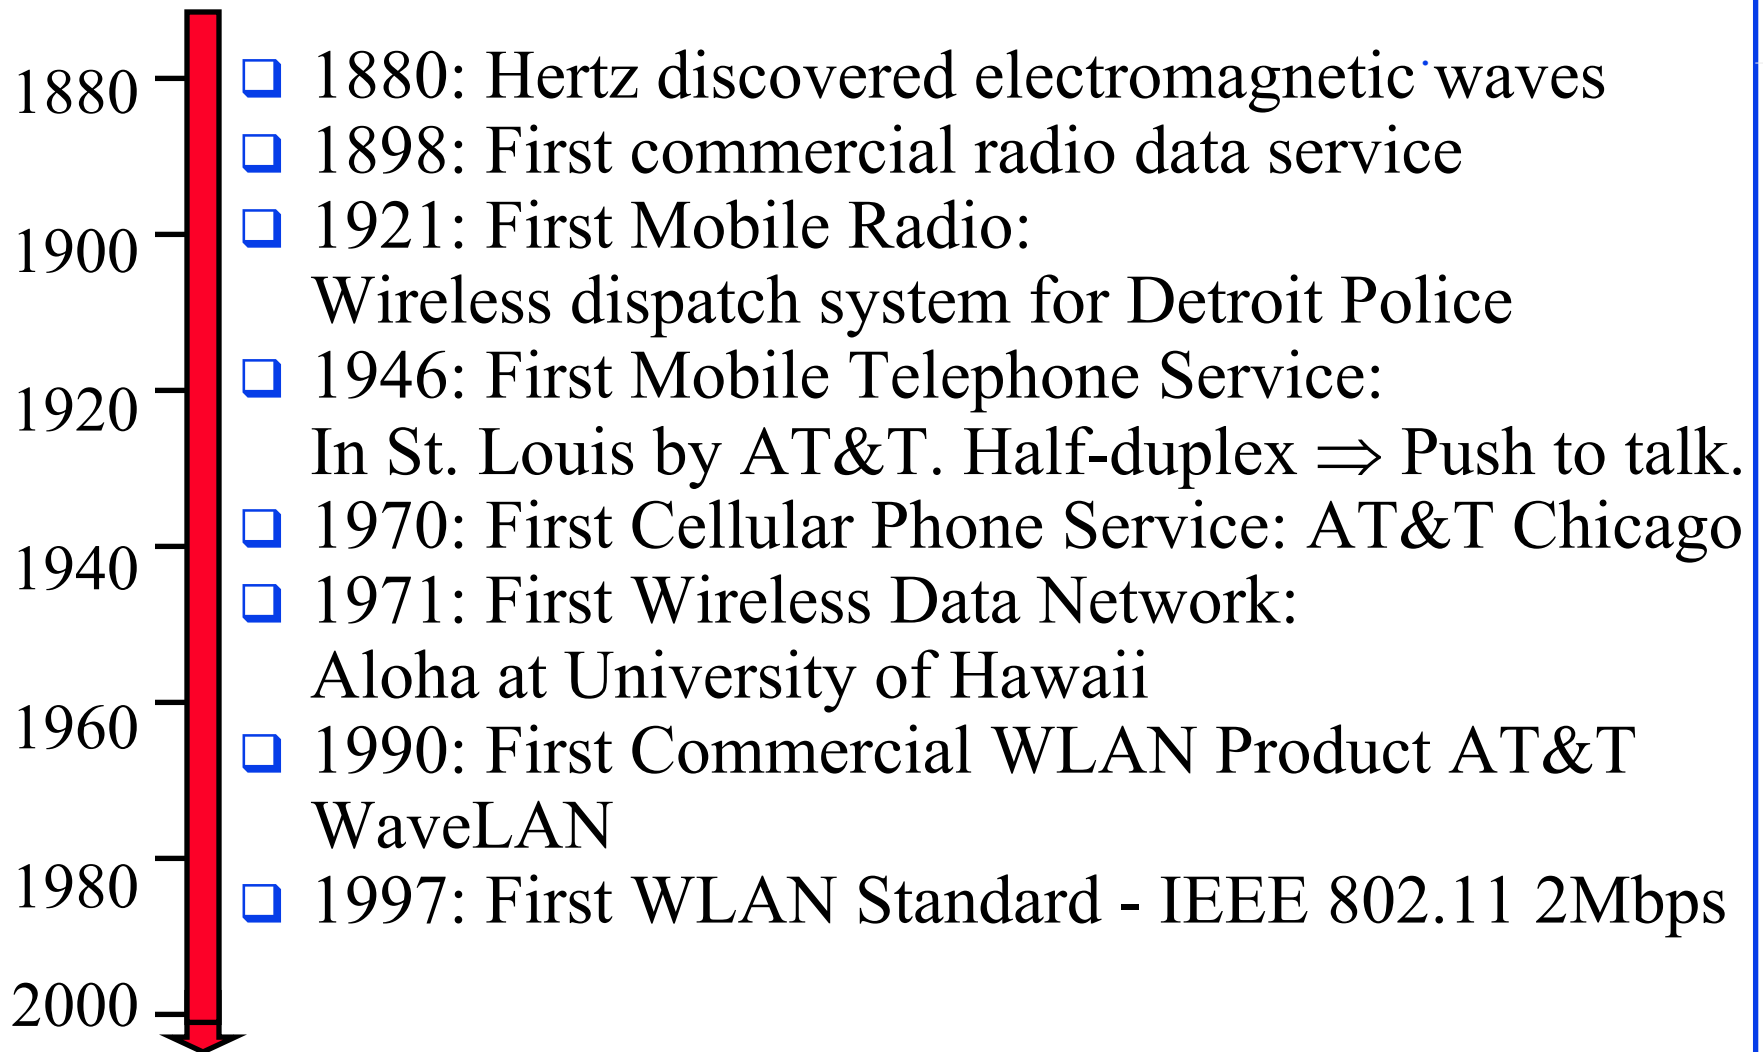 1880
1900
1920
1940
1960
1980
2000
❑ 1880: Hertz discovered electromagnetic waves
❑ 1898: First commercial radio data service
❑ 1921: First Mobile Radio:
Wireless dispatch system for Detroit Police
❑ 1946: First Mobile Telephone Service:
In St. Louis by AT&T. Half-duplex ⇒ Push to talk.
❑ 1970: First Cellular Phone Service: AT&T Chicago
❑ 1971: First Wireless Data Network:
Aloha at University of Hawaii
❑ 1990: First Commercial WLAN Product AT&T
WaveLAN
❑ 1997: First WLAN Standard - IEEE 802.11 2Mbps